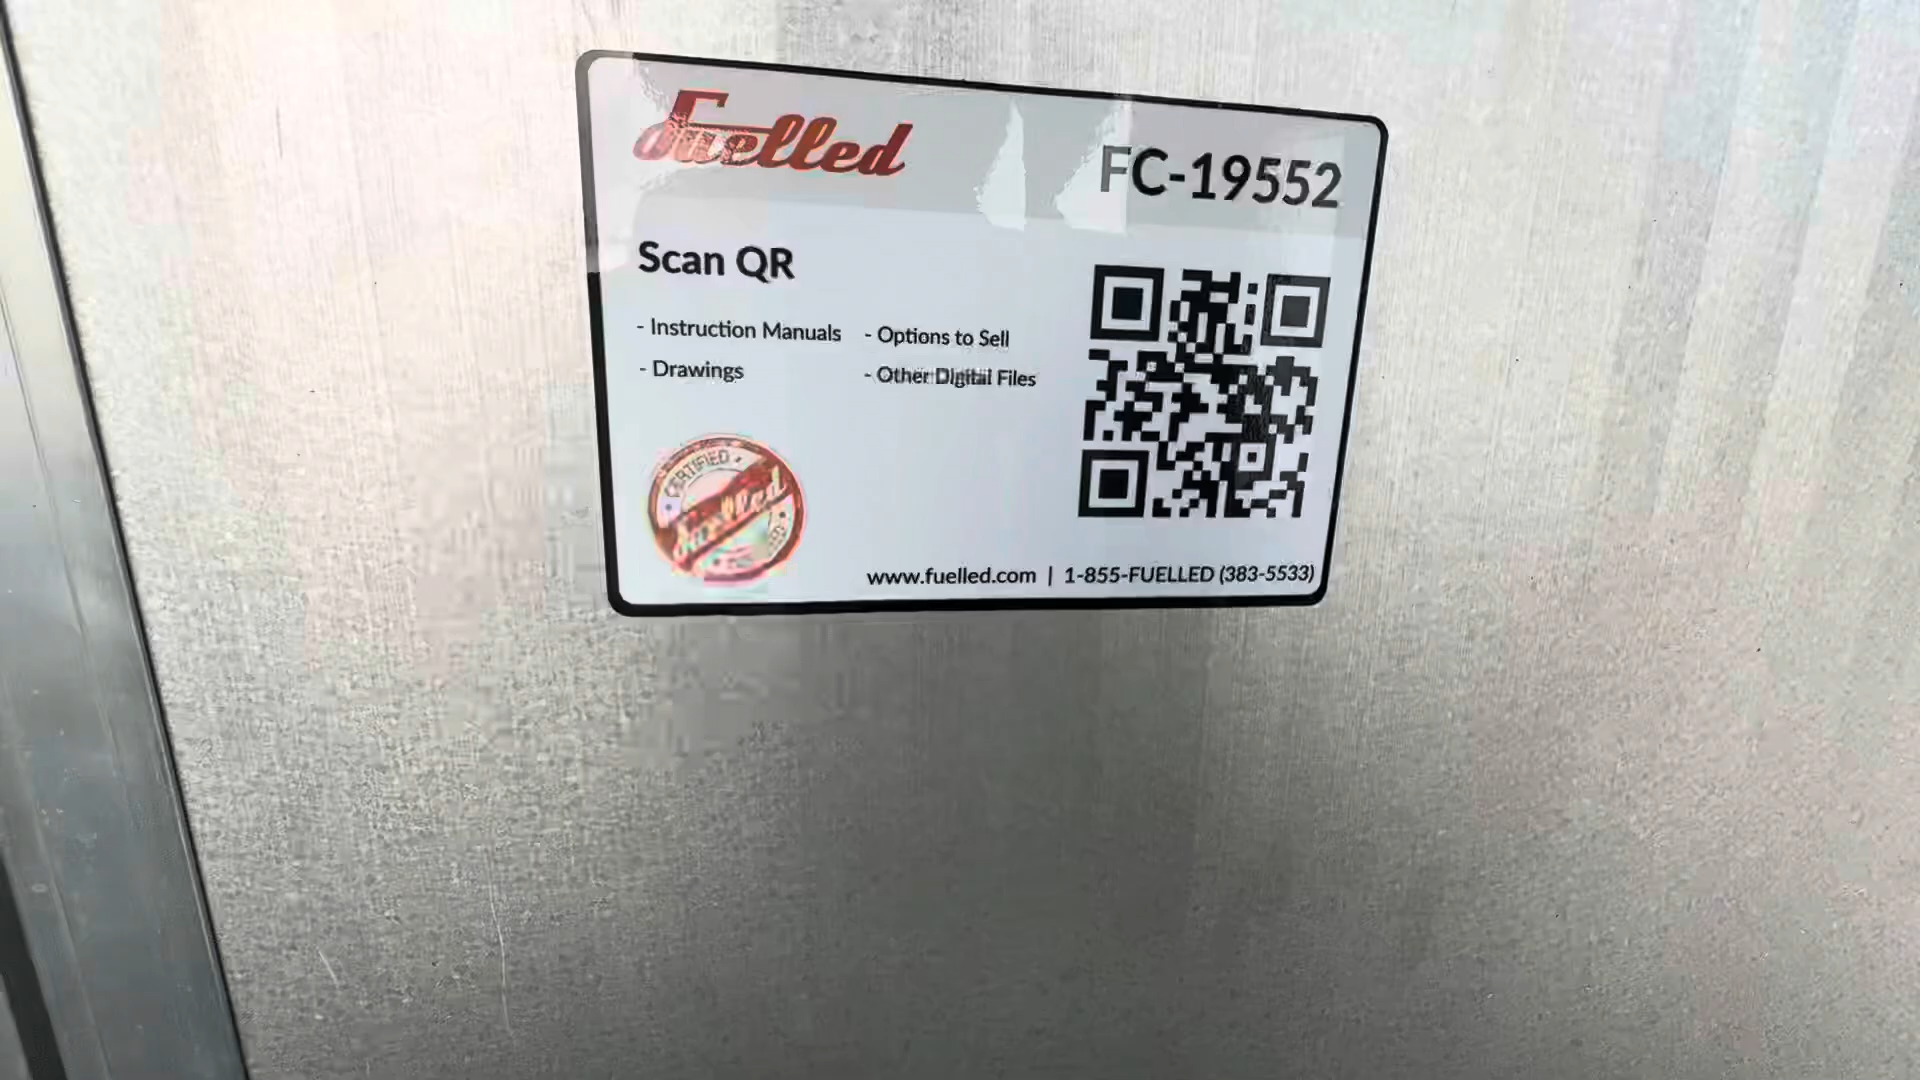 Fuelled
FC-19552
Scan QR
- Instruction Manuals - Options to Sell
- Drawings - Other Digital Files
CERTIFIED
Fuelled
www.fuelled.com | 1-855-FUELLED (383-5533)